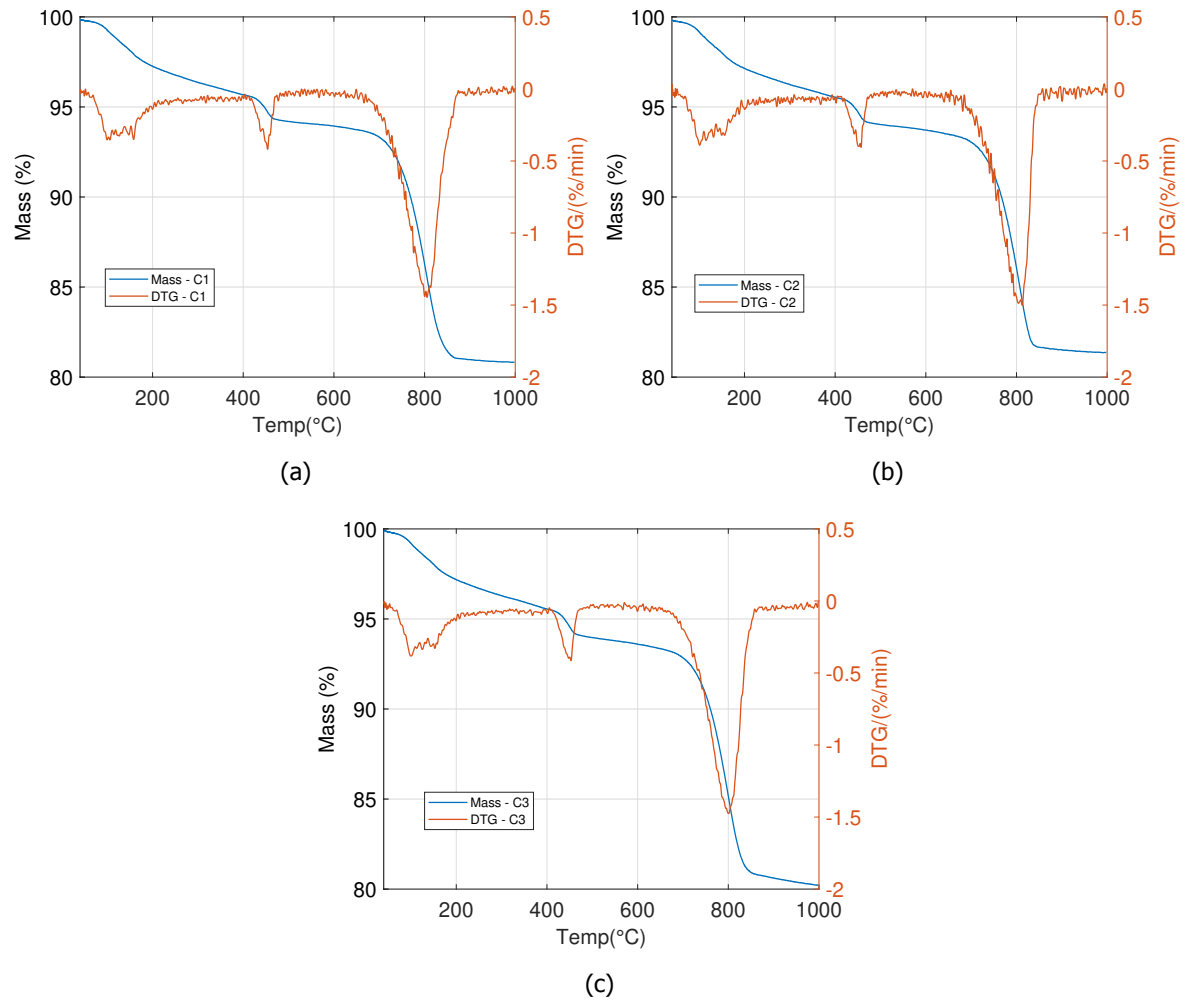 100
95
90
85
80
Mass (%)
200 400 600 800 1000
Temp(°C)
0.5
0
-0.5
-1
-1.5
-2
DTG/(%/min)
Mass - C1
DTG - C1
(a)
100
95
90
85
80
Mass (%)
200 400 600 800 1000
Temp(°C)
0.5
0
-0.5
-1
-1.5
-2
DTG/(%/min)
Mass - C2
DTG - C2
(b)
100
95
90
85
80
Mass (%)
200 400 600 800 1000
Temp(°C)
0.5
0
-0.5
-1
-1.5
-2
DTG/(%/min)
Mass - C3
DTG - C3
(c)